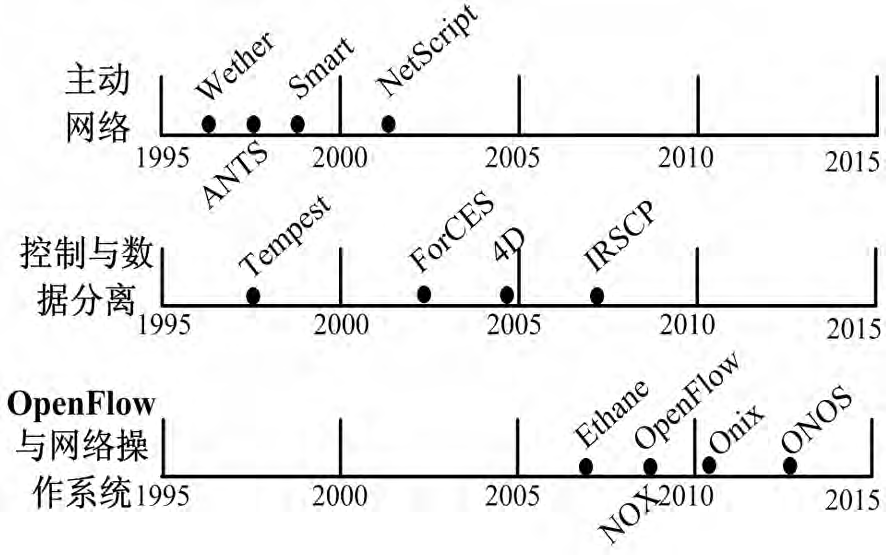 Wether
Smart
NetScript
主动
网络
ANTS
1995
2000
2005
2010
2015
Tempest
ForCES
4D
IRSCP
控制与数
据分离
1995
2000
2005
2010
2015
Ethane
OpenFlow
Onix
ONOS
OpenFlow
与网络操
作系统
1995
2000
2005
NOX
2010
2015